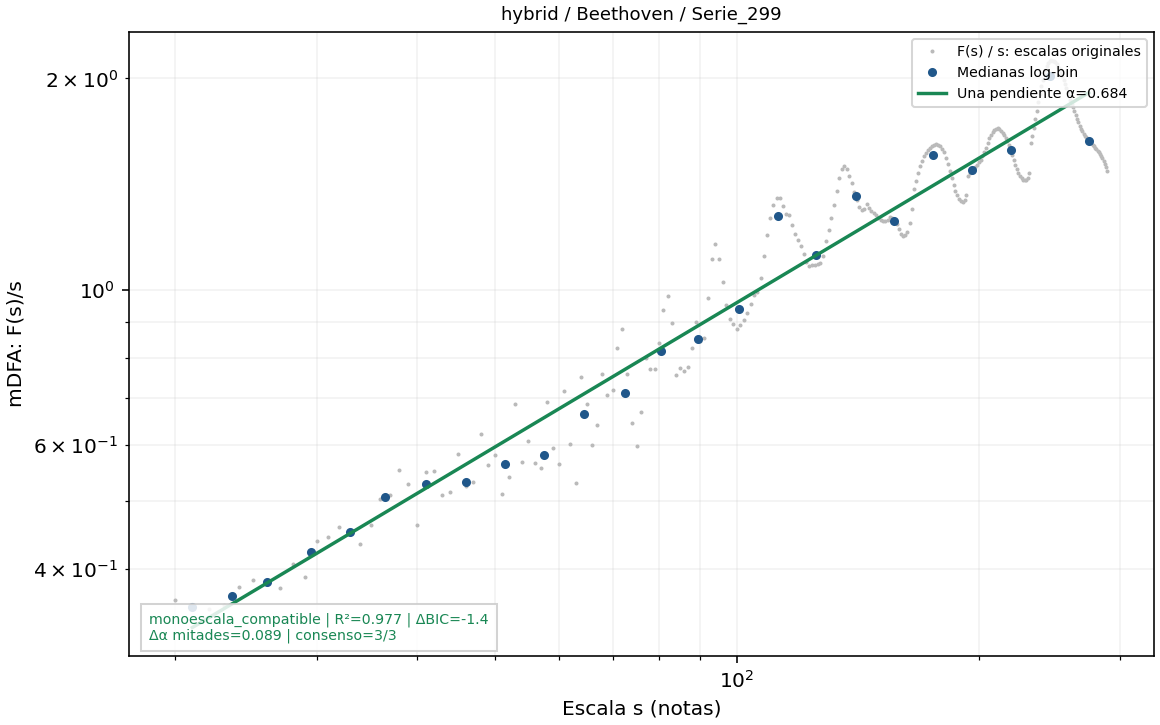 hybrid / Beethoven / Serie_299
F(s) / s: escalas originales
Medianas log-bin
Una pendiente α=0.684
2 × 10⁰
10⁰
6 × 10⁻¹
4 × 10⁻¹
mDFA: F(s)/s
monoescala_compatible | R²=0.977 | ΔBIC=-1.4
Δα mitades=0.089 | consenso=3/3
10²
Escala s (notas)